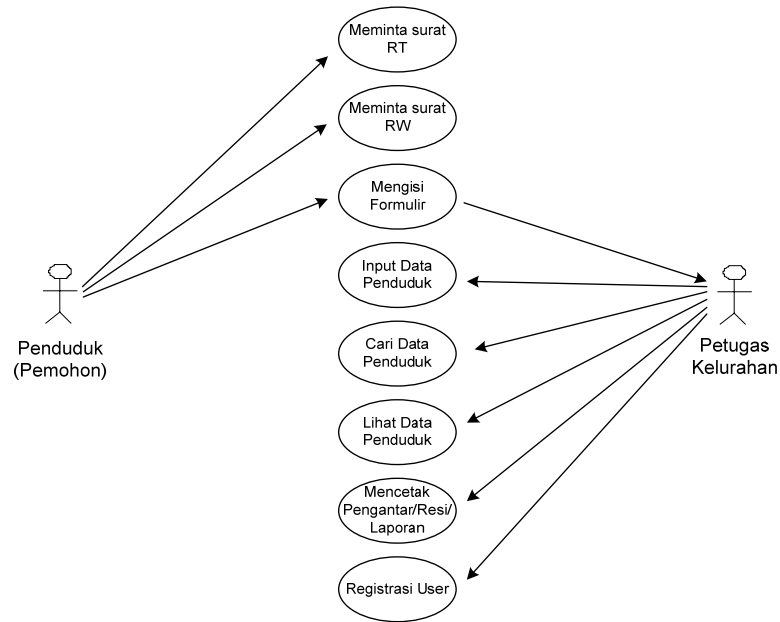 Meminta surat
RT
Meminta surat
RW
Mengisi
Formulir
Input Data
Penduduk
Penduduk
(Pemohon)
Petugas
Kelurahan
Cari Data
Penduduk
Lihat Data
Penduduk
Mencetak
Pengantar/Resi/
Laporan
Registrasi User